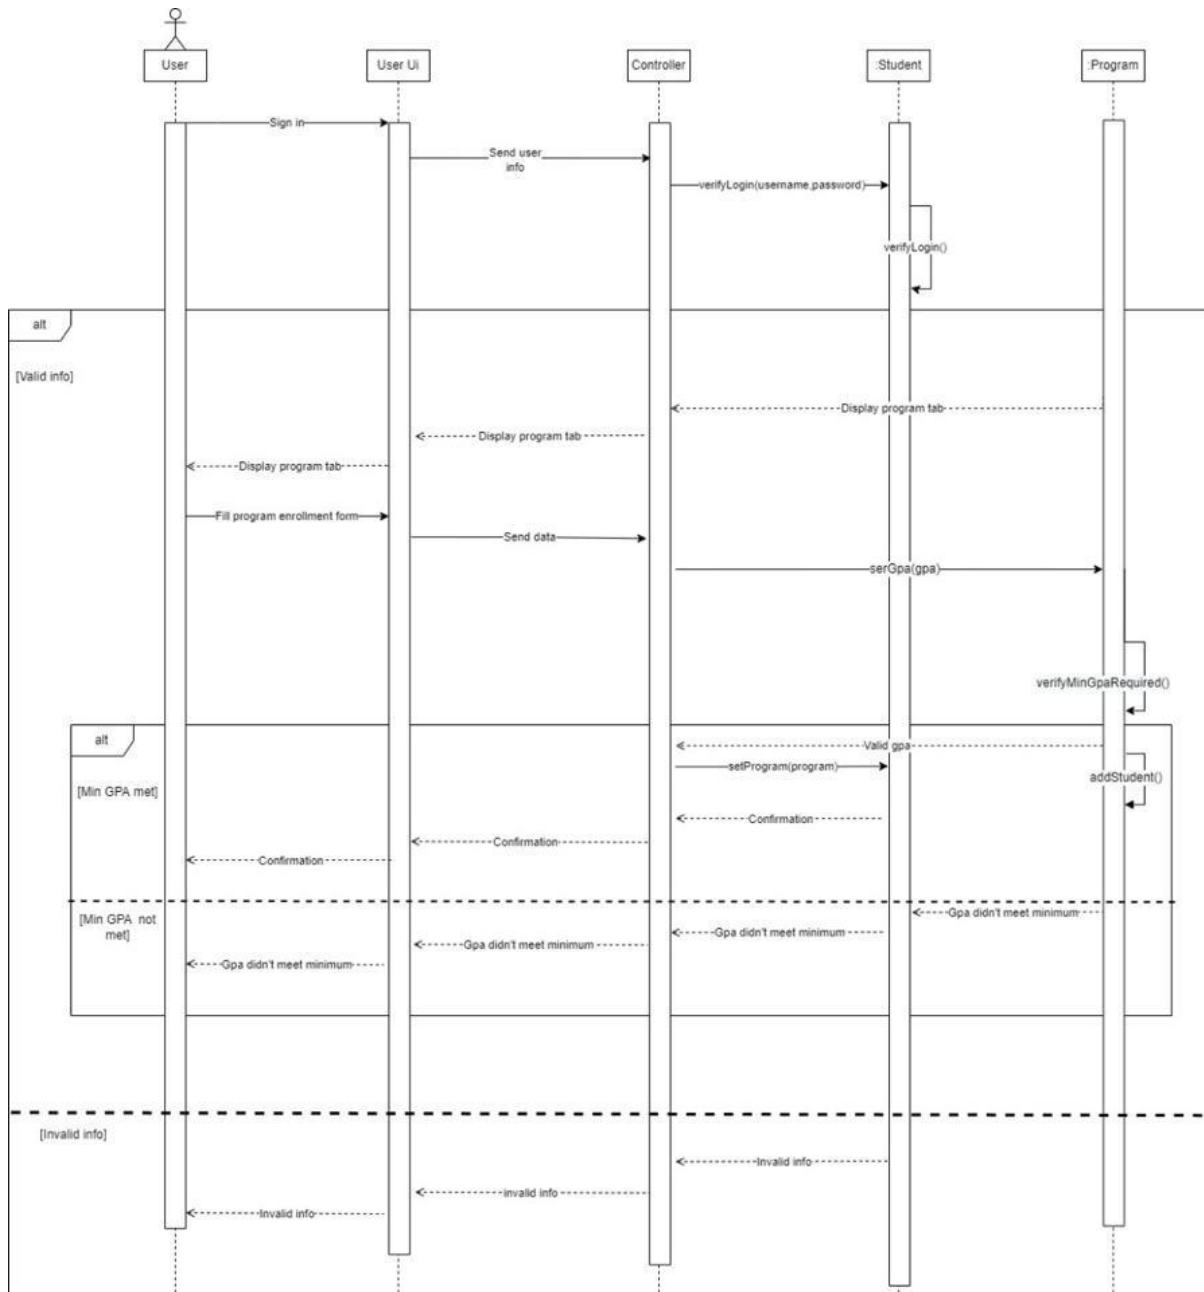 User
User Ui
Controller
:Student
:Program
Sign in
Send user
info
verifyLogin(username,password)
verifyLogin()
alt
[Valid info]
Display program tab
Display program tab
Display program tab
Fill program enrollment form
Send data
serGpa(gpa)
verifyMinGpaRequired()
alt
Valid gpa
setProgram(program)
addStudent()
[Min GPA met]
Confirmation
Confirmation
Confirmation
[Min GPA not
met]
Gpa didn't meet minimum
Gpa didn't meet minimum
Gpa didn't meet minimum
Gpa didn't meet minimum
[Invalid info]
Invalid info
invalid info
Invalid info